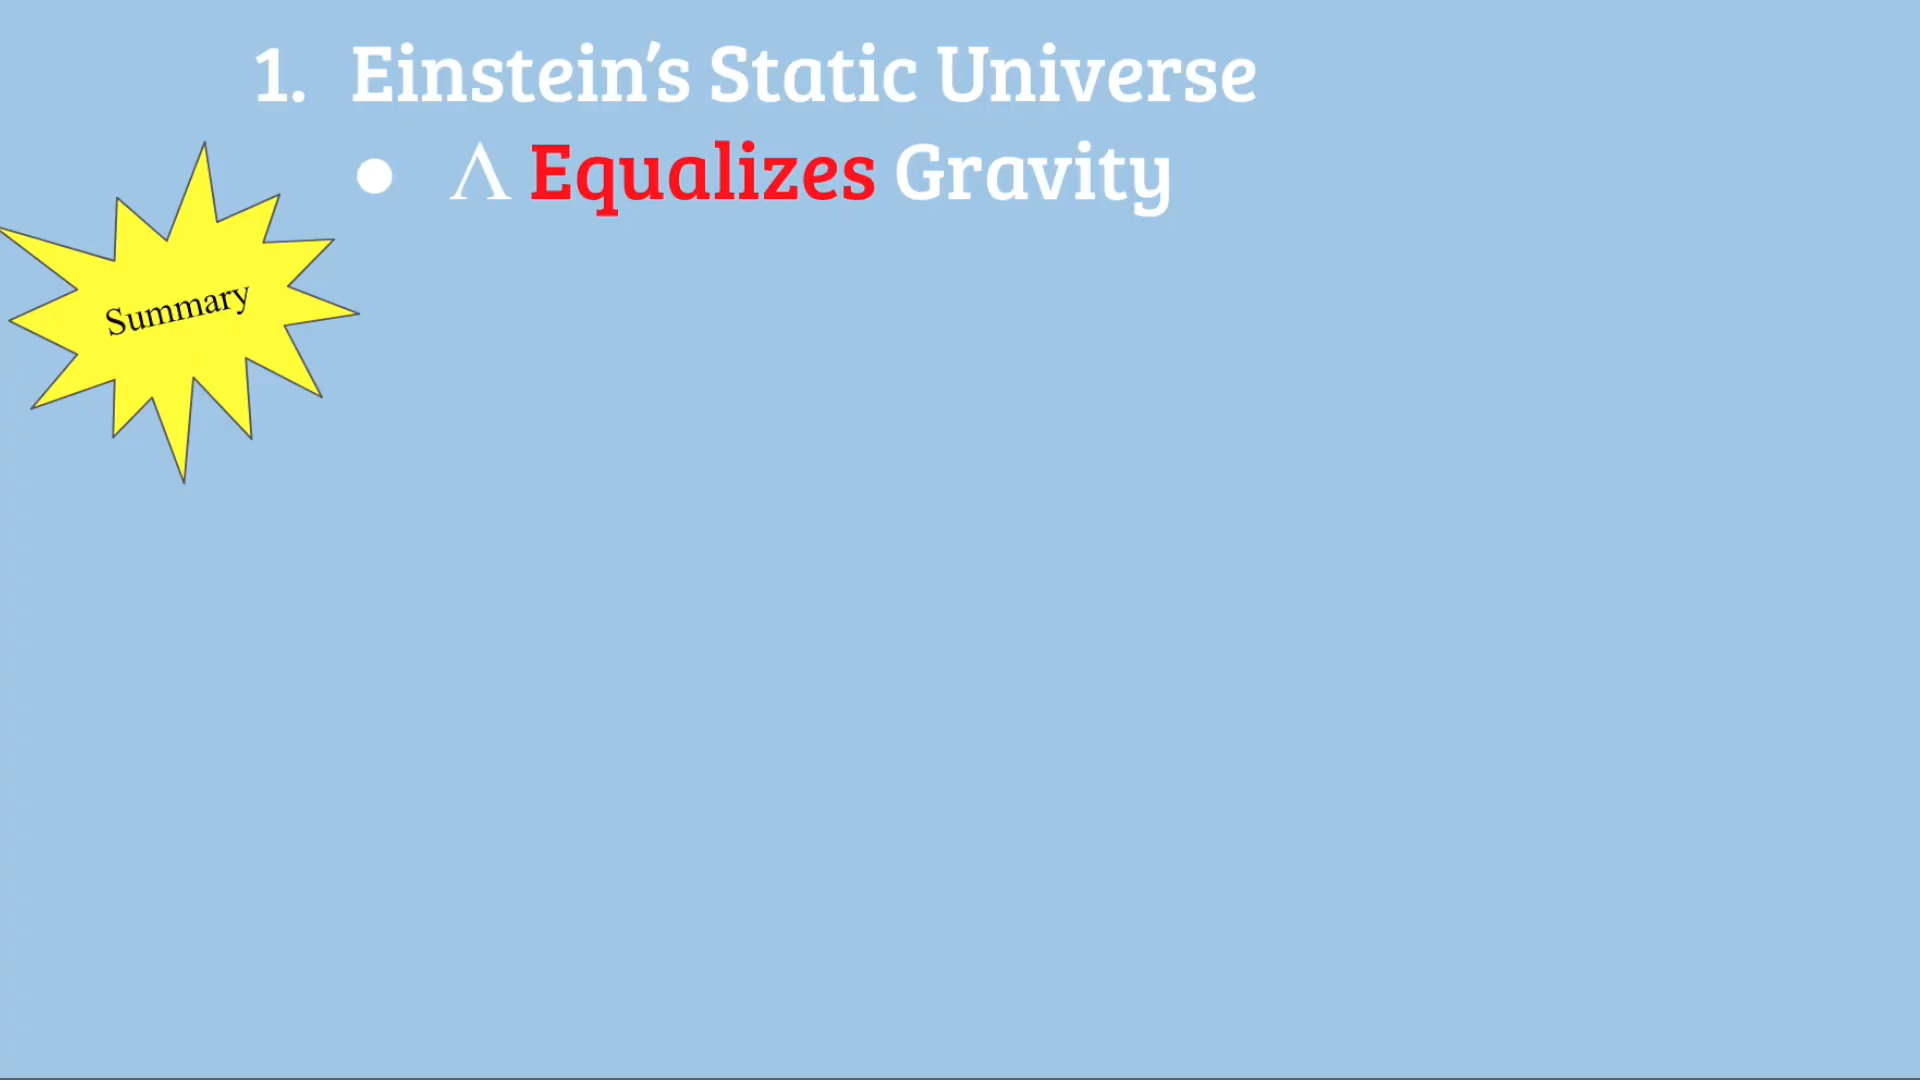 1. Einstein’s Static Universe
● Λ Equalizes Gravity
Summary